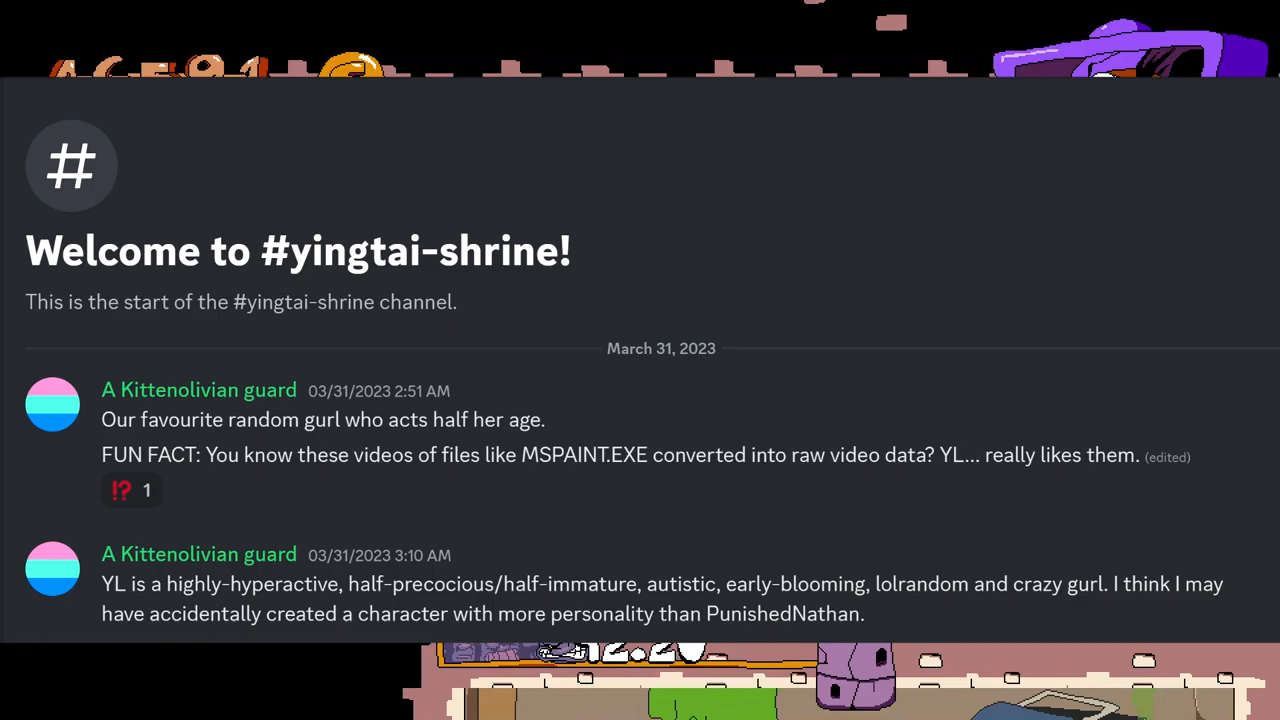 Welcome to #yingtai-shrine!
This is the start of the #yingtai-shrine channel.
March 31, 2023
A Kittenolivian guard 03/31/2023 2:51 AM
Our favourite random gurl who acts half her age.
FUN FACT: You know these videos of files like MSPAINT.EXE converted into raw video data? YL... really likes them. (edited)
⁉ 1
A Kittenolivian guard 03/31/2023 3:10 AM
YL is a highly-hyperactive, half-precocious/half-immature, autistic, early-blooming, lolrandom and crazy gurl. I think I may
have accidentally created a character with more personality than PunishedNathan.